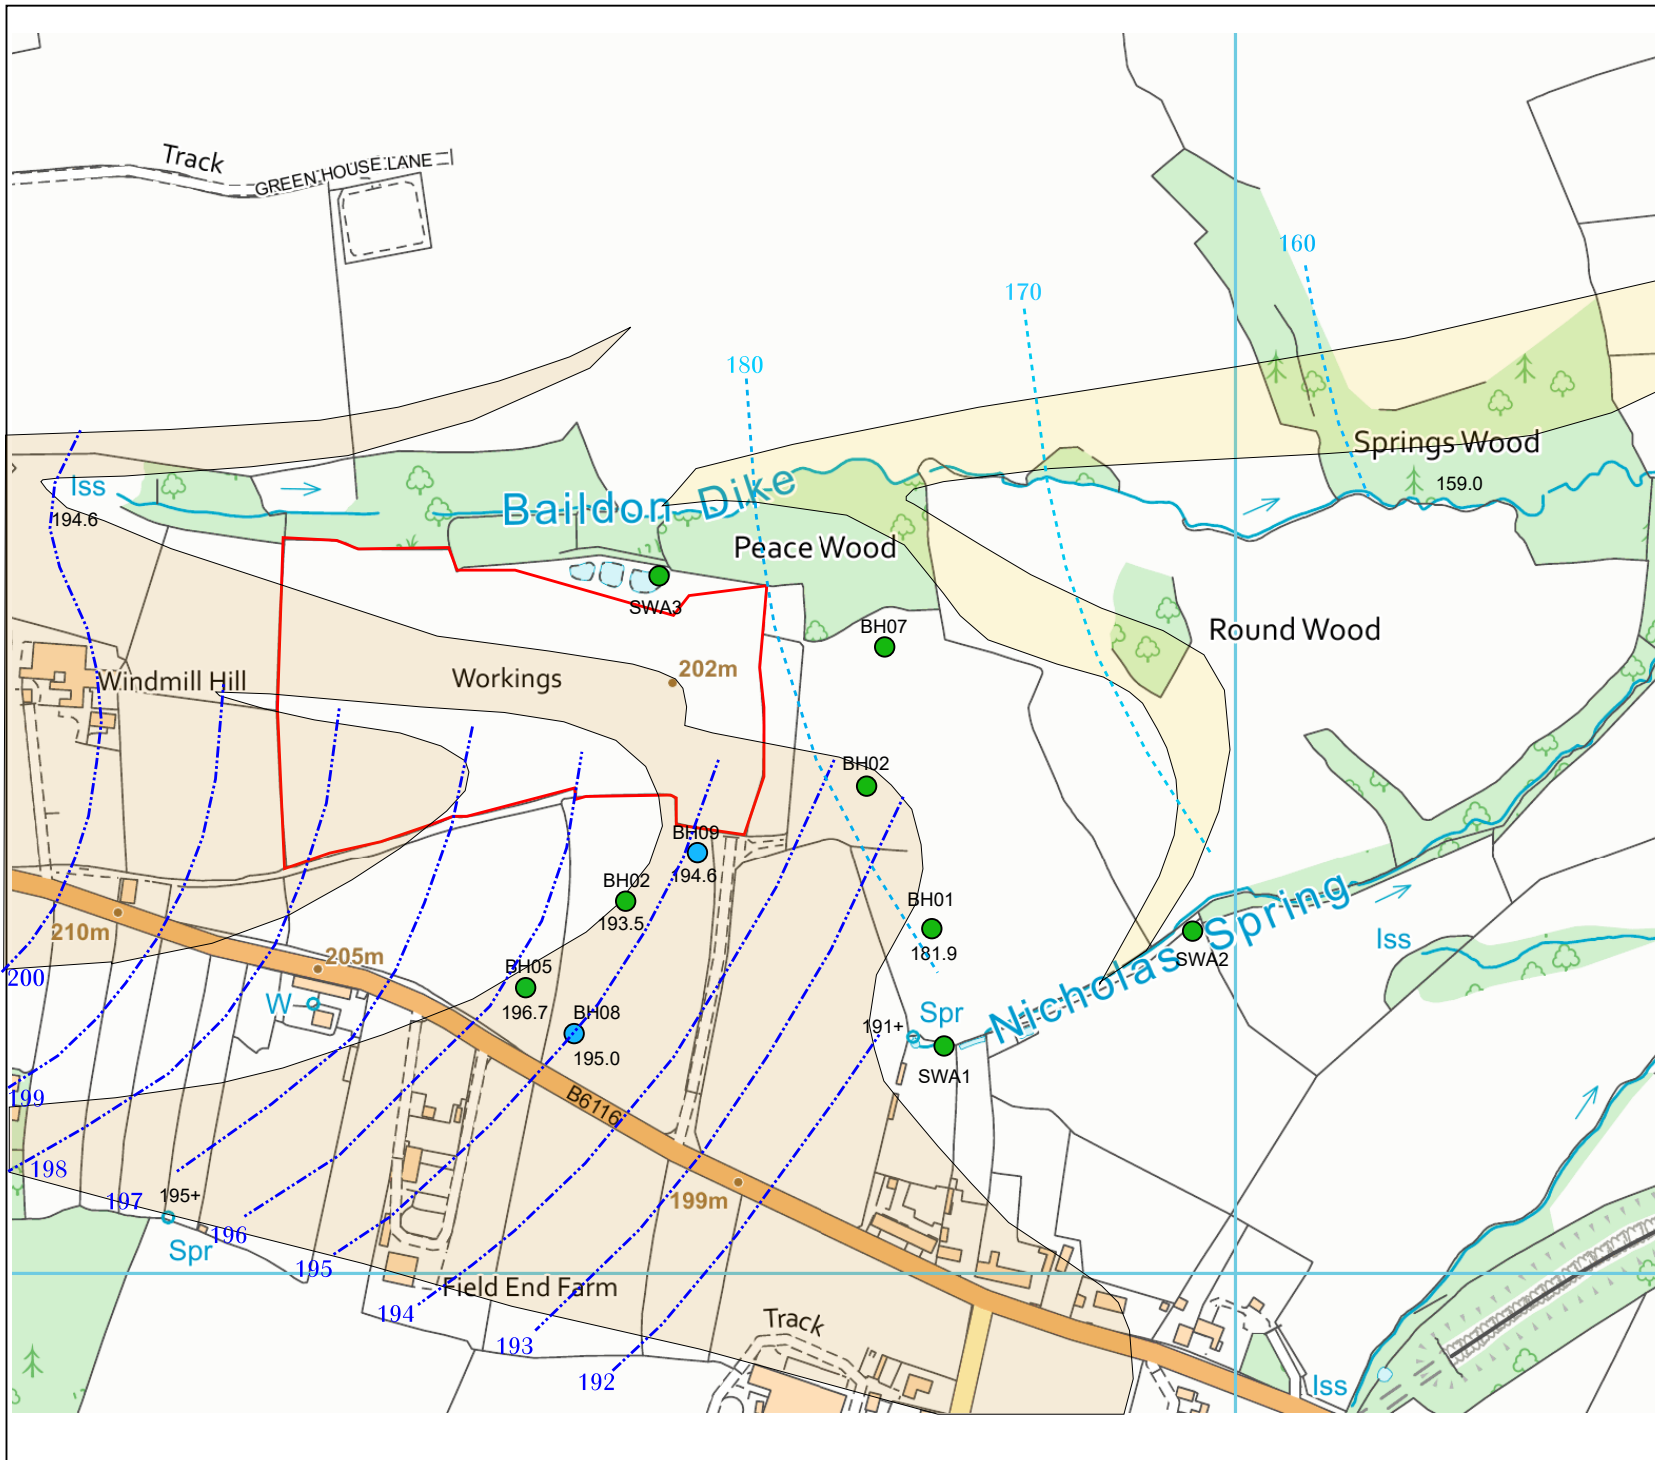 Track
GREEN HOUSE LANE
160
170
180
Springs Wood
159.0
Iss
194.6
Baildon Dike
Peace Wood
SWA3
BH07
Round Wood
Windmill Hill
Workings
202m
BH02
BH09
194.6
BH02
193.5
BH01
181.9
Nicholas Spring
SWA2
Iss
210m
205m
200
BH05
196.7
W
BH08
195.0
Spr
191+
SWA1
199
B6116
198
197
195+
199m
Spr
196
195
Field End Farm
194
Track
193
192
Iss